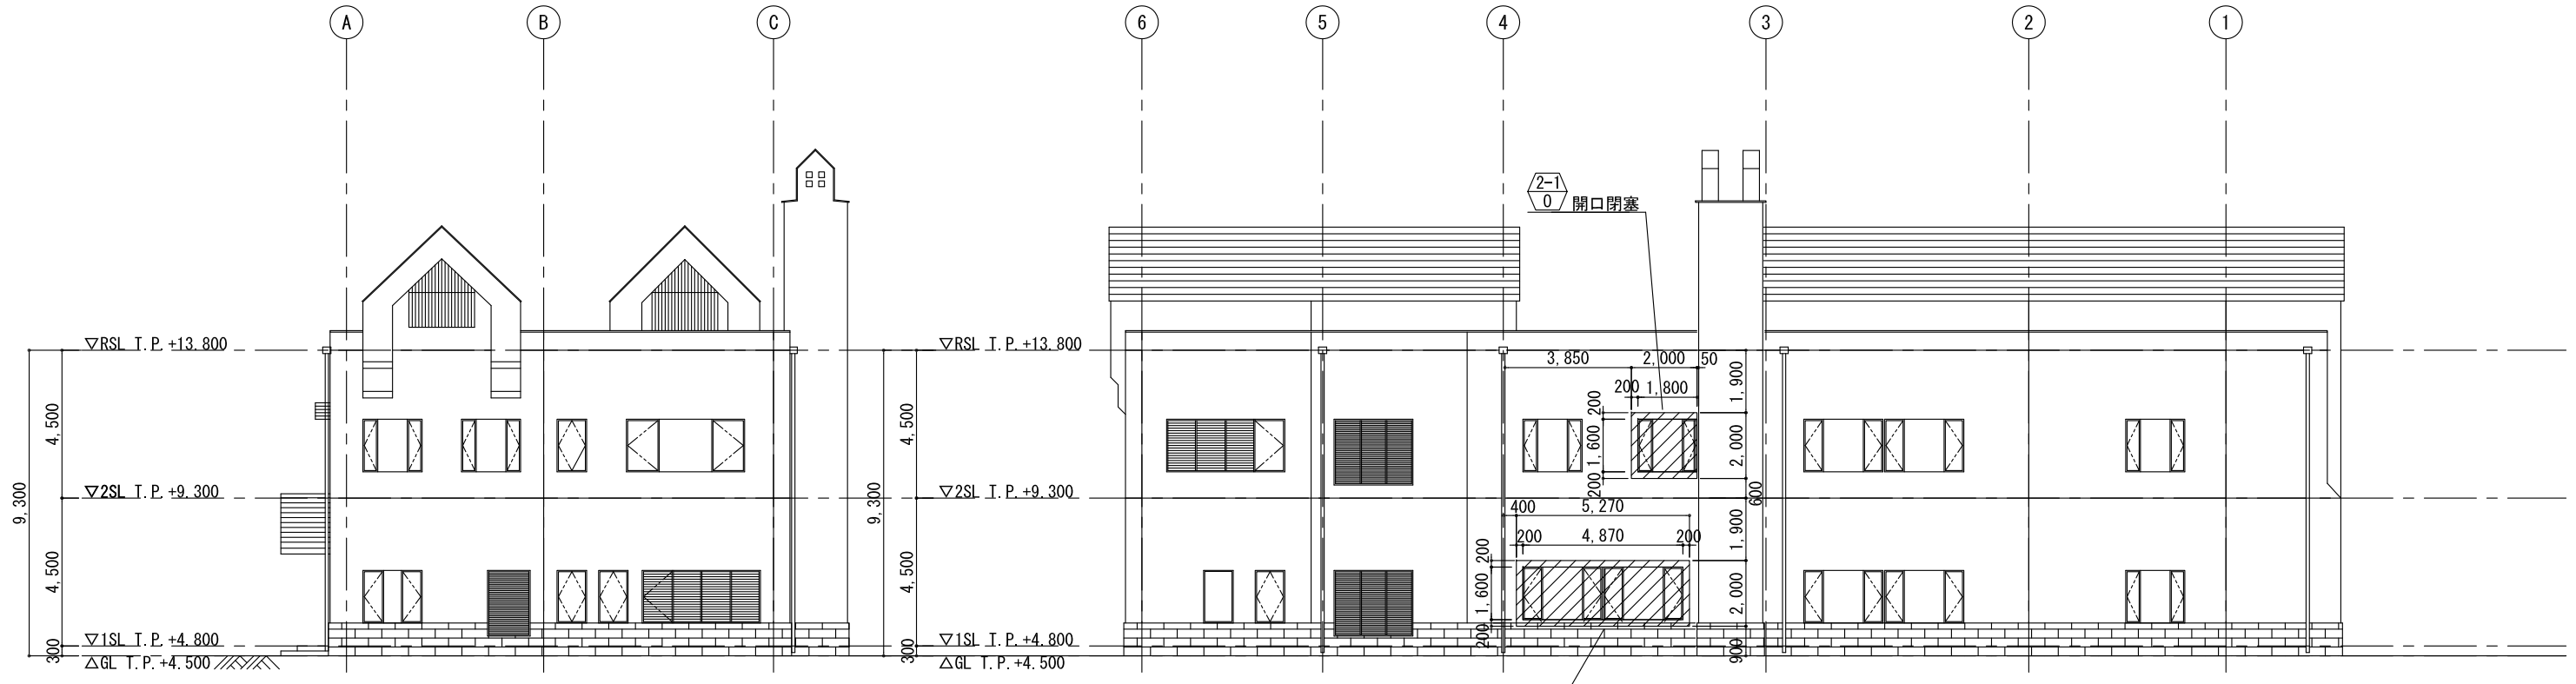 A B C 6 5 4 3 2 1
2-1
0
開口閉塞
▽RSL T.P.+13.800
▽RSL T.P.+13.800
3,850 2,000 50
200 1,800
1,900
4,500
4,500
200
1,600
200
2,000
600
▽2SL T.P.+9.300
▽2SL T.P.+9.300
9,300
9,300
400 5,270
200 4,870 200
1,900
4,500
4,500
200
1,600
200
2,000
900
▽1SL T.P.+4.800
▽1SL T.P.+4.800
300
300
△GL T.P.+4.500
△GL T.P.+4.500